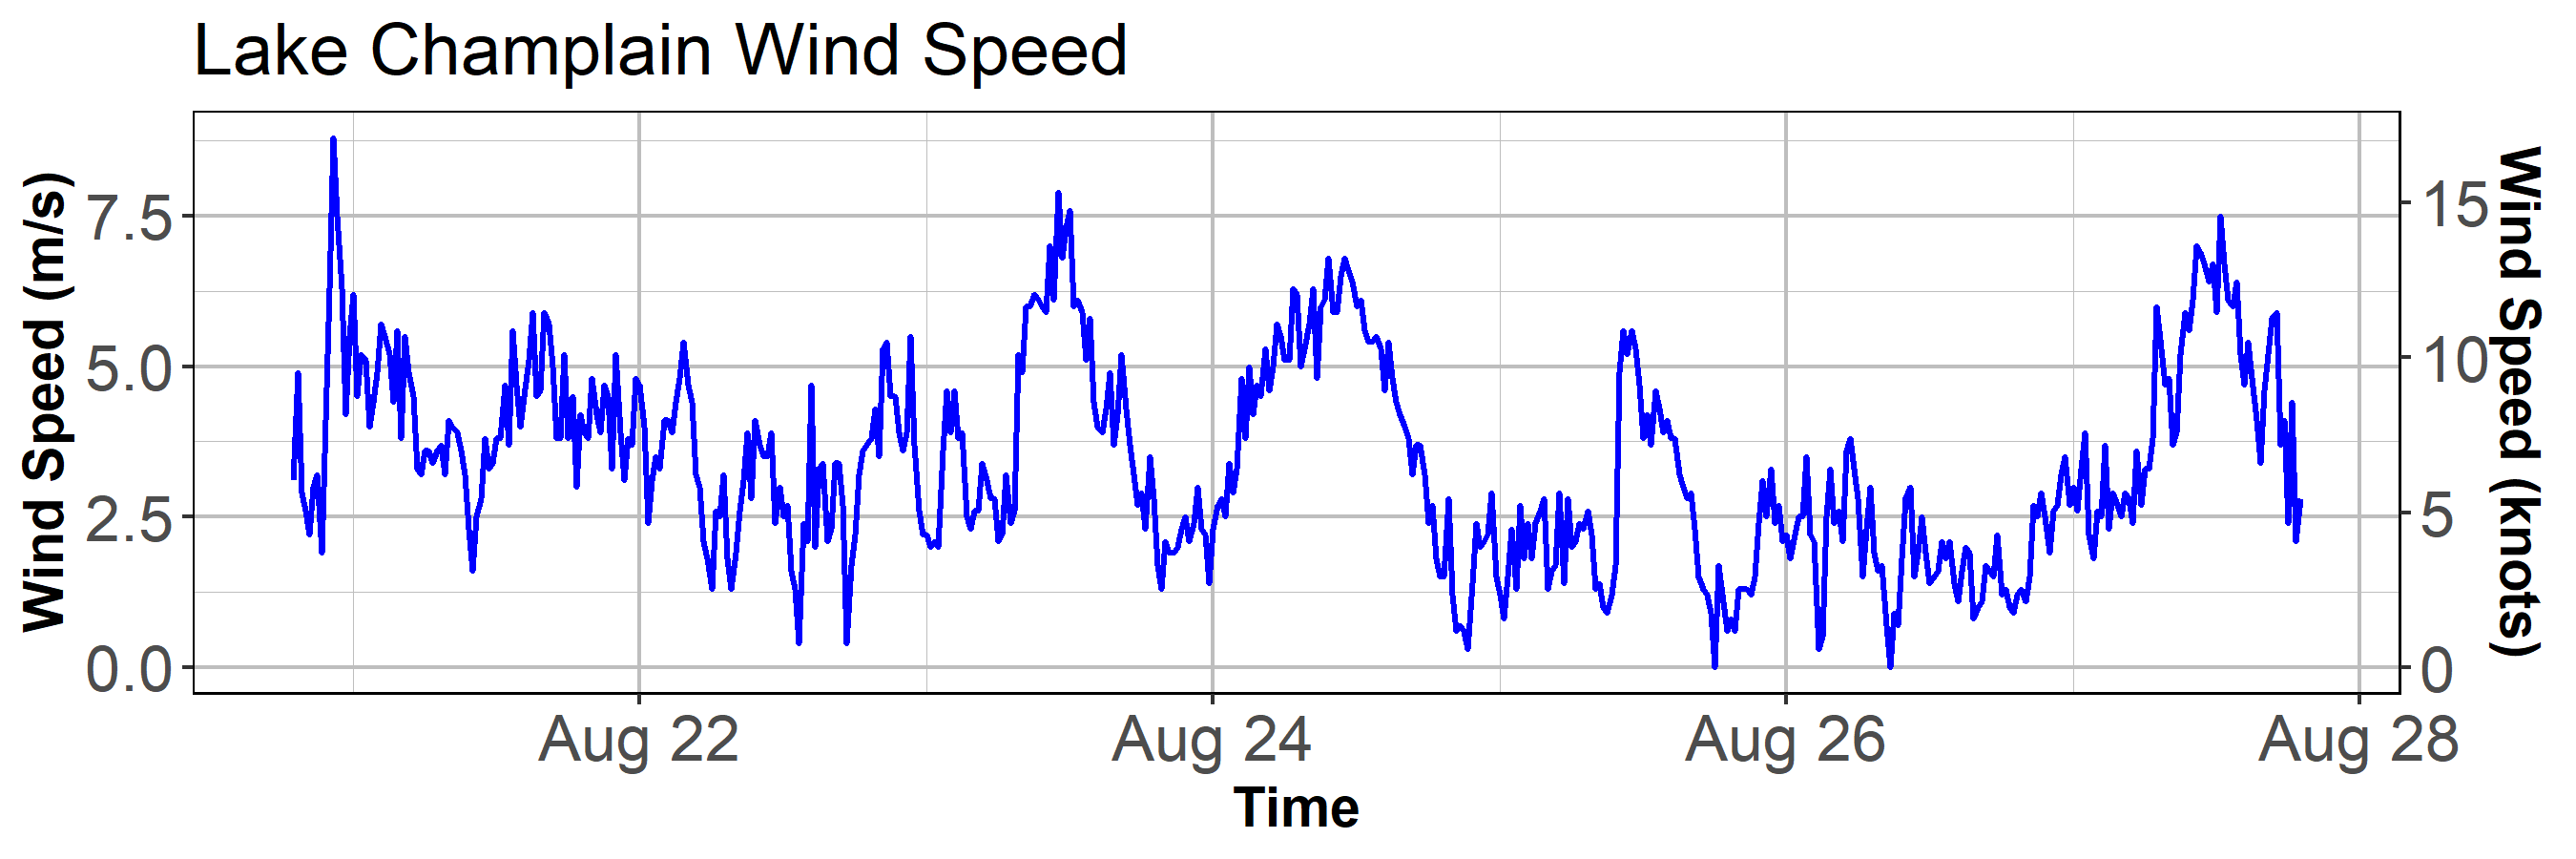 Lake Champlain Wind Speed
Wind Speed (m/s)
7.5
5.0
2.5
0.0
15
10
5
0
Wind Speed (knots)
Aug 22
Aug 24
Aug 26
Aug 28
Time